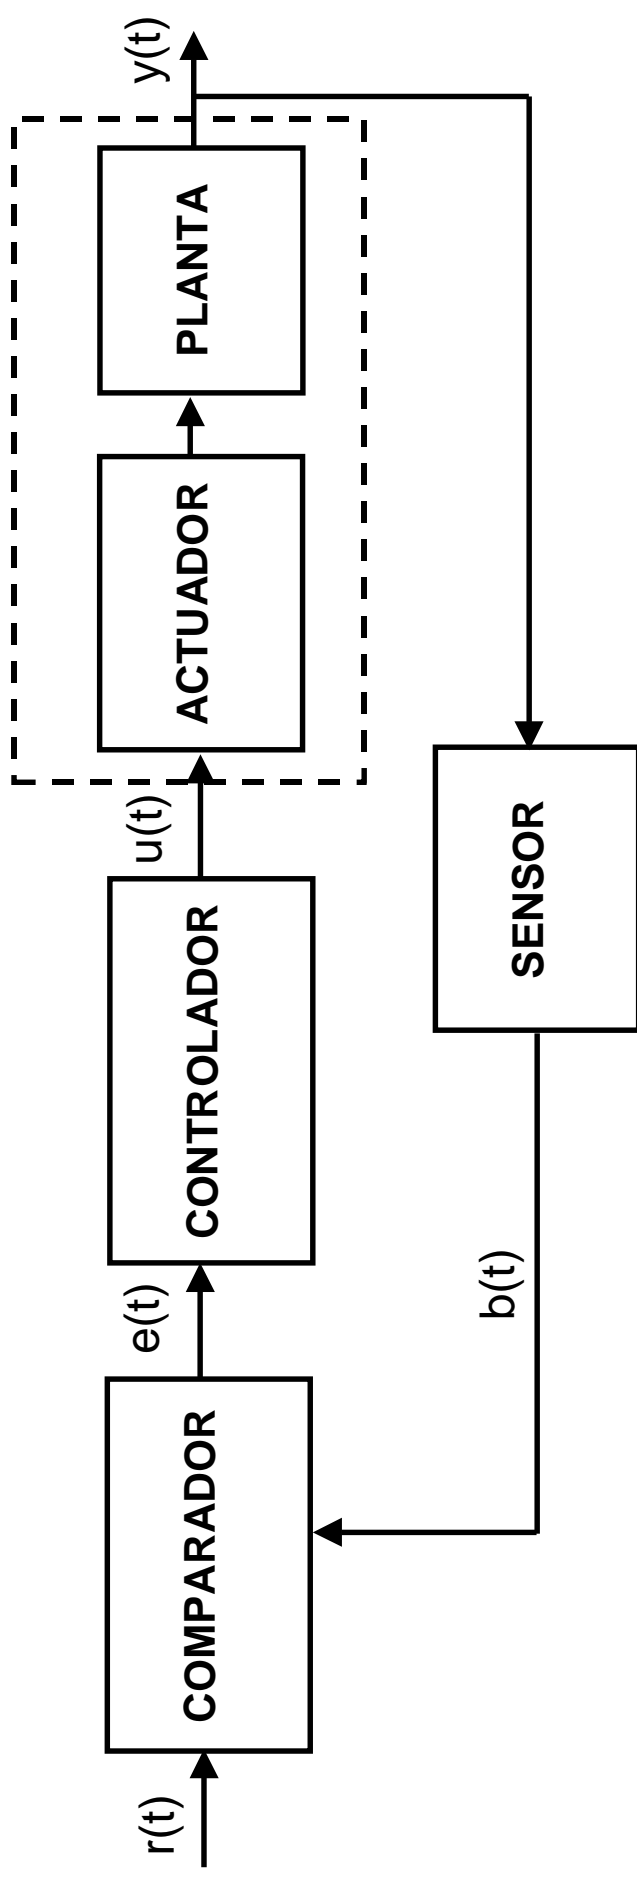 r(t)
COMPARADOR
e(t)
CONTROLADOR
u(t)
ACTUADOR
PLANTA
y(t)
SENSOR
b(t)